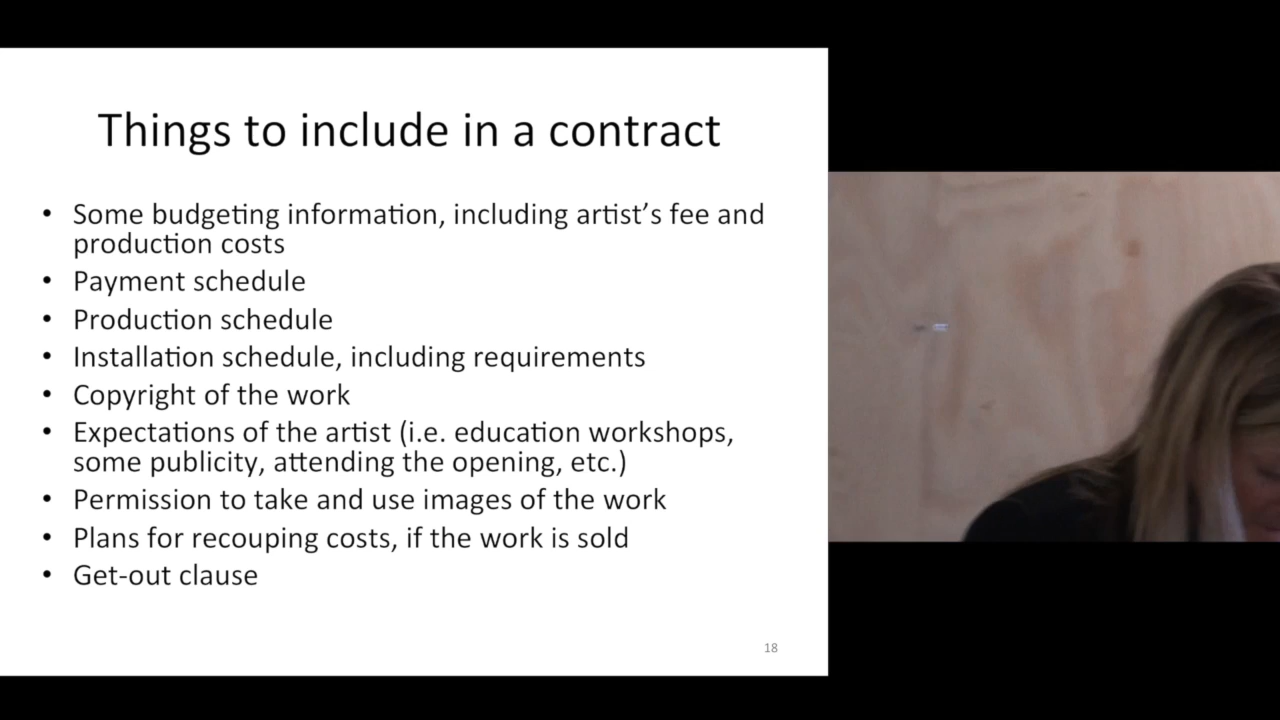 Things to include in a contract
• Some budgeting information, including artist’s fee and
production costs
• Payment schedule
• Production schedule
• Installation schedule, including requirements
• Copyright of the work
• Expectations of the artist (i.e. education workshops,
some publicity, attending the opening, etc.)
• Permission to take and use images of the work
• Plans for recouping costs, if the work is sold
• Get-out clause
18